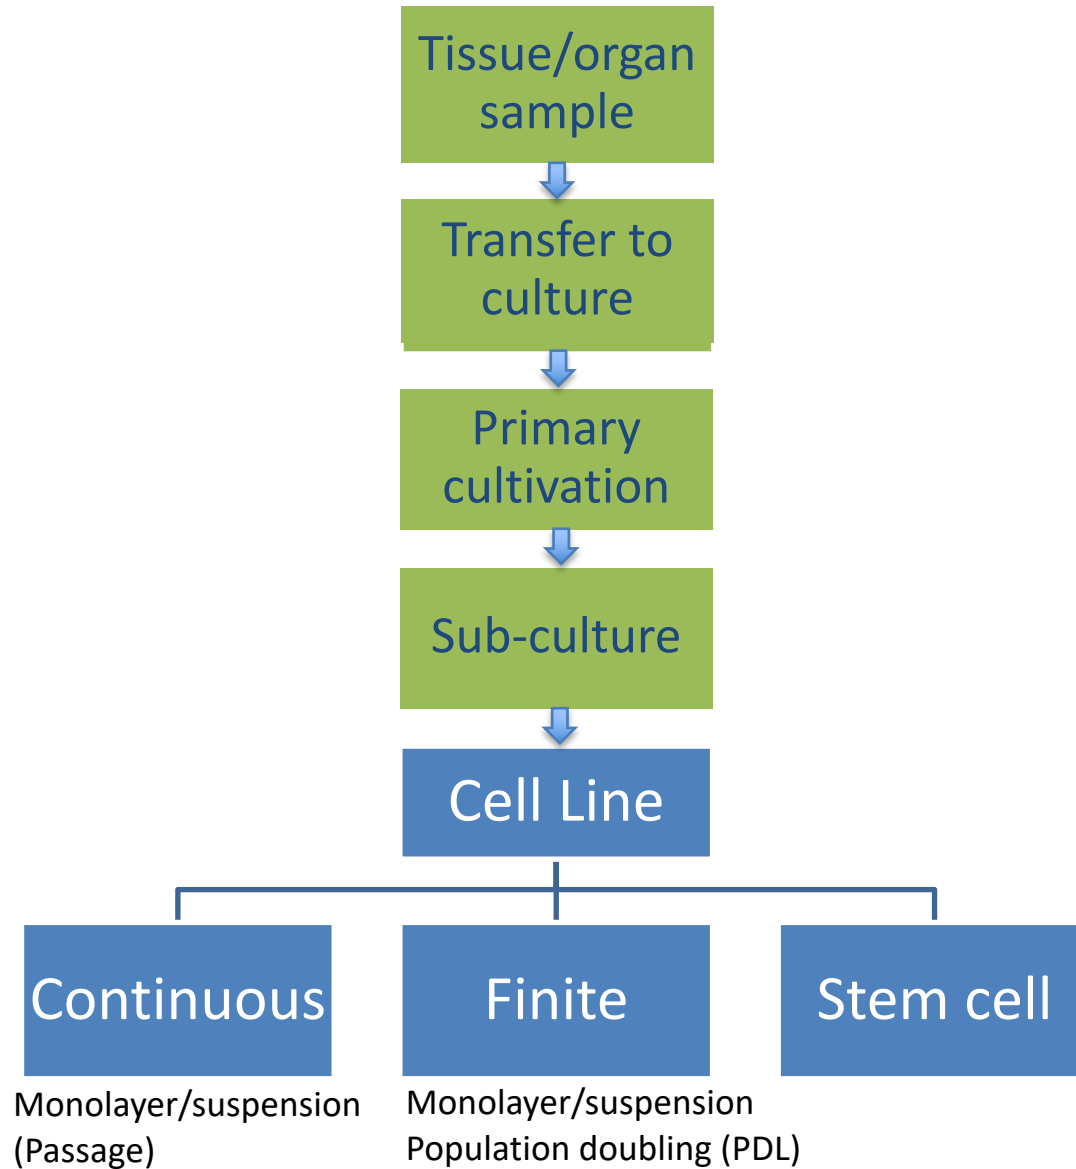 Tissue/organ
sample
Transfer to
culture
Primary
cultivation
Sub-culture
Cell Line
Continuous
Finite
Stem cell
Monolayer/suspension
(Passage)
Monolayer/suspension
Population doubling (PDL)